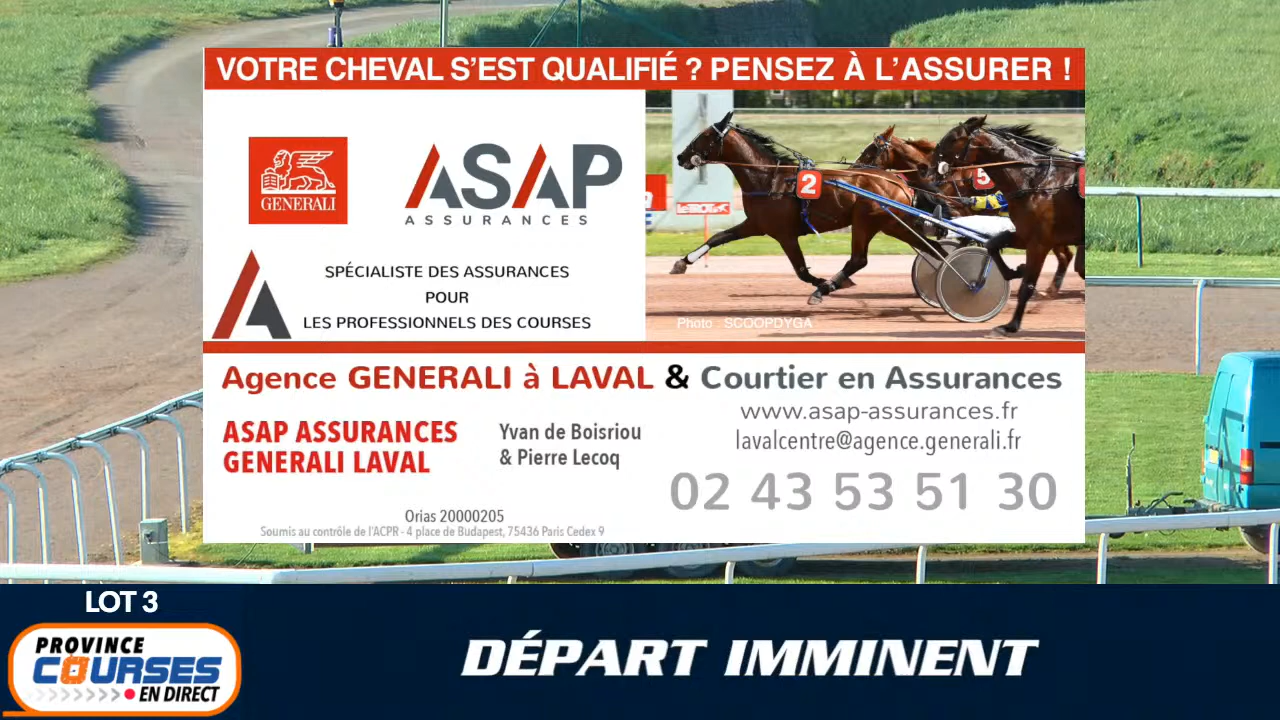 VOTRE CHEVAL S'EST QUALIFIÉ ? PENSEZ À L'ASSURER !
GENERALI
ASAP
ASSURANCES
SPÉCIALISTE DES ASSURANCES
POUR
LES PROFESSIONNELS DES COURSES
2
5
LETROT
Photo : SCOOPDYGA
Agence GENERALI à LAVAL & Courtier en Assurances
ASAP ASSURANCES
GENERALI LAVAL
Yvan de Boisriou
& Pierre Lecoq
www.asap-assurances.fr
lavalcentre@agence.generali.fr
02 43 53 51 30
Orias 20000205
Soumis au contrôle de l'ACPR - 4 place de Budapest, 75436 Paris Cedex 9
LOT 3
PROVINCE
COURSES
EN DIRECT
DÉPART IMMINENT